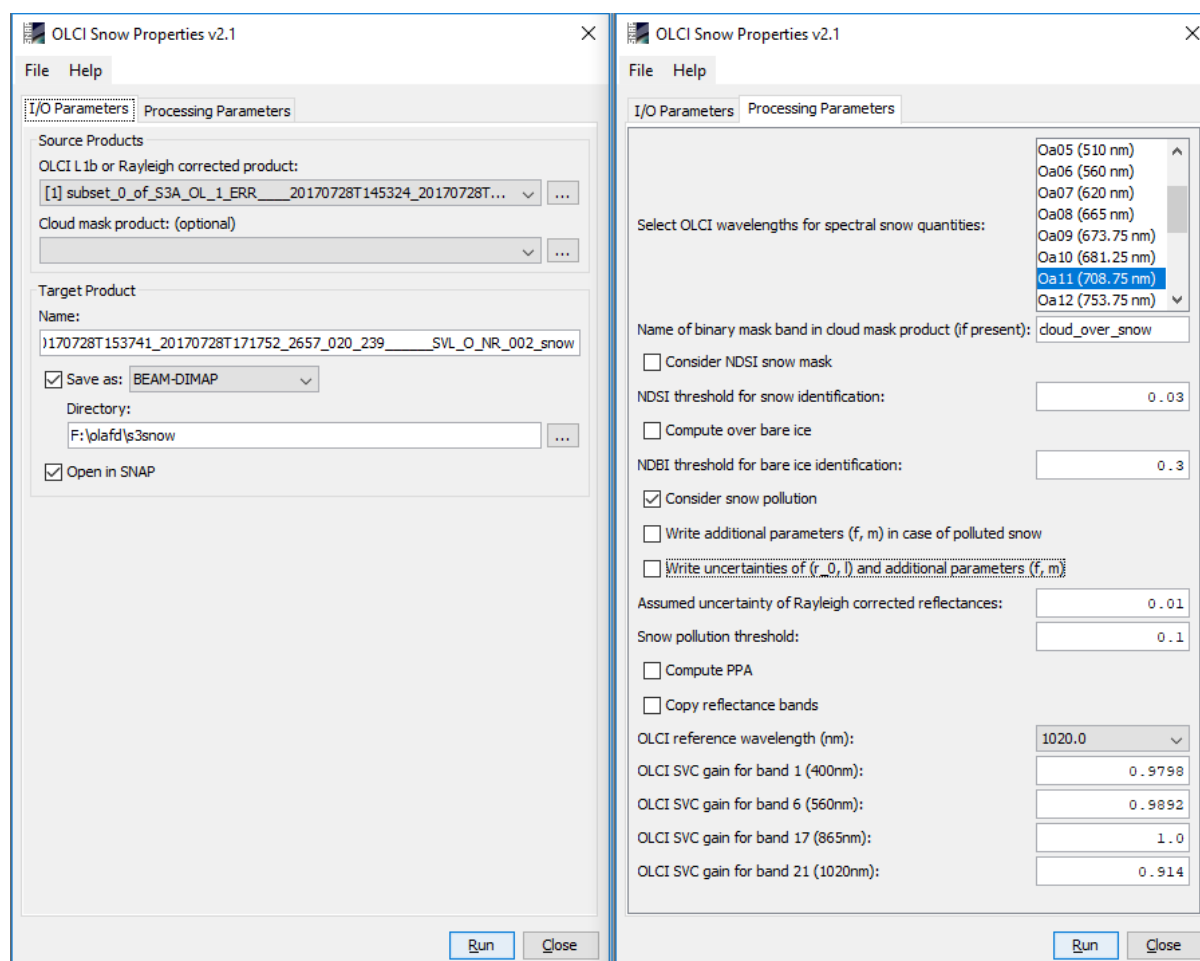 OLCI Snow Properties v2.1
File Help
I/O Parameters Processing Parameters
Source Products
OLCI L1b or Rayleigh corrected product:
[1] subset_0_of_S3A_OL_1_ERR____20170728T145324_20170728T... ...
Cloud mask product: (optional)
...
Target Product
Name:
)170728T153741_20170728T171752_2657_020_239______SVL_O_NR_002_snow
Save as: BEAM-DIMAP
Directory:
F:\olafd\s3snow ...
Open in SNAP
Run Close
OLCI Snow Properties v2.1
File Help
I/O Parameters Processing Parameters
Select OLCI wavelengths for spectral snow quantities:
Oa05 (510 nm)
Oa06 (560 nm)
Oa07 (620 nm)
Oa08 (665 nm)
Oa09 (673.75 nm)
Oa10 (681.25 nm)
Oa11 (708.75 nm)
Oa12 (753.75 nm)
Name of binary mask band in cloud mask product (if present): cloud_over_snow
Consider NDSI snow mask
NDSI threshold for snow identification: 0.03
Compute over bare ice
NDBI threshold for bare ice identification: 0.3
Consider snow pollution
Write additional parameters (f, m) in case of polluted snow
Write uncertainties of (r_0, l) and additional parameters (f, m)
Assumed uncertainty of Rayleigh corrected reflectances: 0.01
Snow pollution threshold: 0.1
Compute PPA
Copy reflectance bands
OLCI reference wavelength (nm): 1020.0
OLCI SVC gain for band 1 (400nm): 0.9798
OLCI SVC gain for band 6 (560nm): 0.9892
OLCI SVC gain for band 17 (865nm): 1.0
OLCI SVC gain for band 21 (1020nm): 0.914
Run Close